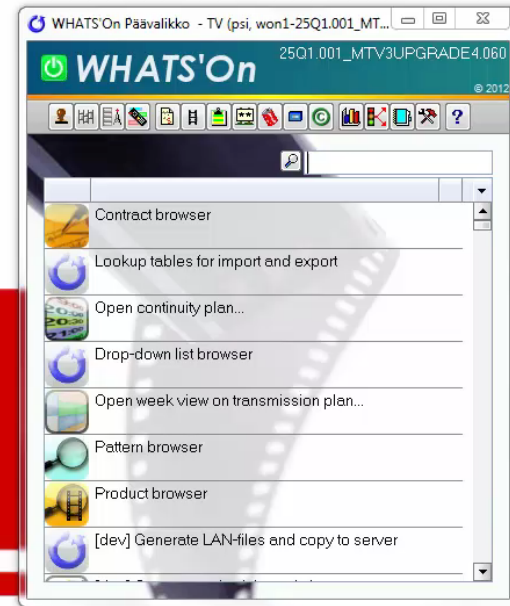 WHAT'S'On Päävalikko - TV (psi, won1-25Q1.001_MT...
WHATS'On
25Q1.001_MTV3UPGRADE4.060
© 2012
Contract browser
Lookup tables for import and export
Open continuity plan...
Drop-down list browser
Open week view on transmission plan...
Pattern browser
Product browser
[dev] Generate LAN-files and copy to server